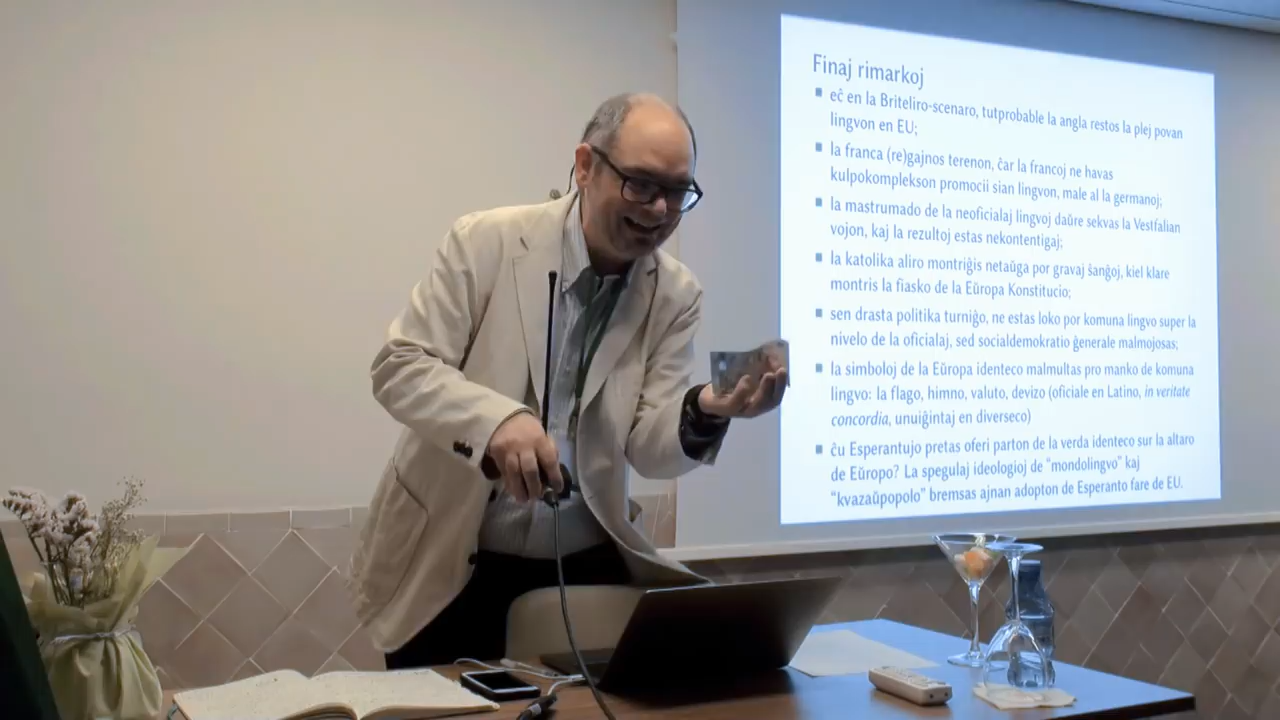 Finaj rimarkoj
eĉ en la Briteliro-scenaro, tutprobable la angla restos la plej povan
lingvon en EU;
la franca (re)gajnos terenon, ĉar la francoj ne havas
kulpokomplekson promocii sian lingvon, male al la germanoj;
la mastrumado de la neoficialaj lingvoj daŭre sekvas la Vestfalian
vojon, kaj la rezultoj estas nekontentigaj;
la katolika aliro montriĝis netaŭga por gravaj ŝanĝoj, kiel klare
montris la fiasko de la Eŭropa Konstitucio;
sen drasta politika turniĝo, ne estas loko por komuna lingvo super la
nivelo de la oficialaj, sed socialdemokratio ĝenerale malmojosas;
la simboloj de la Eŭropa identeco malmultas pro manko de komuna
lingvo: la flago, himno, valuto, devizo (oficiale en Latino, in veritate
concordia, unuiĝintaj en diverseco)
ĉu Esperantujo pretas oferi parton de la verda identeco sur la altaro
de Eŭropo? La spegulaj ideologioj de “mondolingvo” kaj
“kvazaŭpopolo” bremsas ajnan adopton de Esperanto fare de EU.